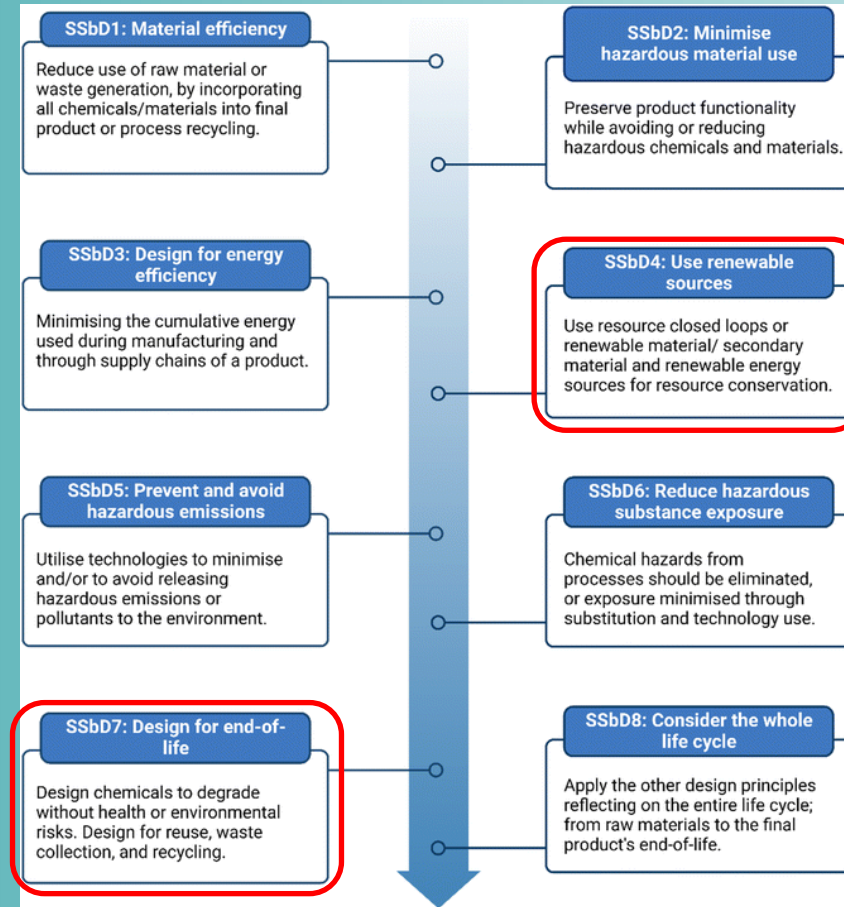 SSbD1: Material efficiency
Reduce use of raw material or
waste generation, by incorporating
all chemicals/materials into final
product or process recycling.
SSbD2: Minimise
hazardous material use
Preserve product functionality
while avoiding or reducing
hazardous chemicals and materials.
SSbD3: Design for energy
efficiency
Minimising the cumulative energy
used during manufacturing and
through supply chains of a product.
SSbD4: Use renewable
sources
Use resource closed loops or
renewable material/ secondary
material and renewable energy
sources for resource conservation.
SSbD5: Prevent and avoid
hazardous emissions
Utilise technologies to minimise
and/or to avoid releasing
hazardous emissions or
pollutants to the environment.
SSbD6: Reduce hazardous
substance exposure
Chemical hazards from
processes should be eliminated,
or exposure minimised through
substitution and technology use.
SSbD7: Design for end-of-
life
Design chemicals to degrade
without health or environmental
risks. Design for reuse, waste
collection, and recycling.
SSbD8: Consider the whole
life cycle
Apply the other design principles
reflecting on the entire life cycle;
from raw materials to the final
product's end-of-life.